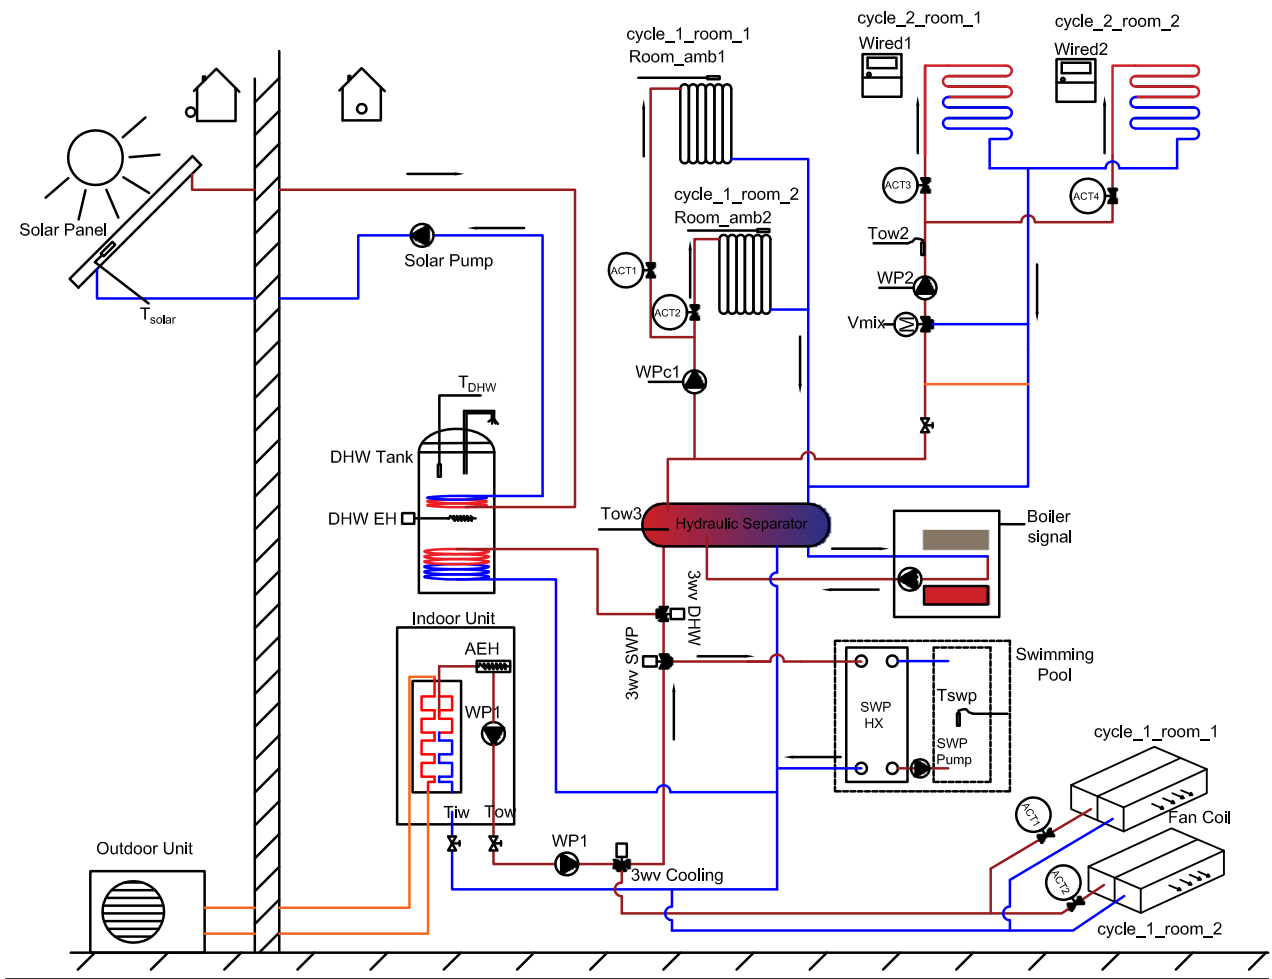 cycle_2_room_1
Wired1
cycle_2_room_2
Wired2
cycle_1_room_1
Room_amb1
cycle_1_room_2
Room_amb2
ACT3
ACT4
Solar Panel
Tow2
Solar Pump
ACT1
WP2
Tsolar
ACT2
Vmix
WPc1
TDHW
DHW Tank
DHW EH
Tow3
Hydraulic Separator
Boiler
signal
3wv DHW
Indoor Unit
AEH
3wv SWP
Swimming
Pool
Tswp
SWP
HX
WP1
SWP
Pump
cycle_1_room_1
Tiw
Tow
ACT1
Fan Coil
WP1
Outdoor Unit
3wv Cooling
ACT2
cycle_1_room_2
M